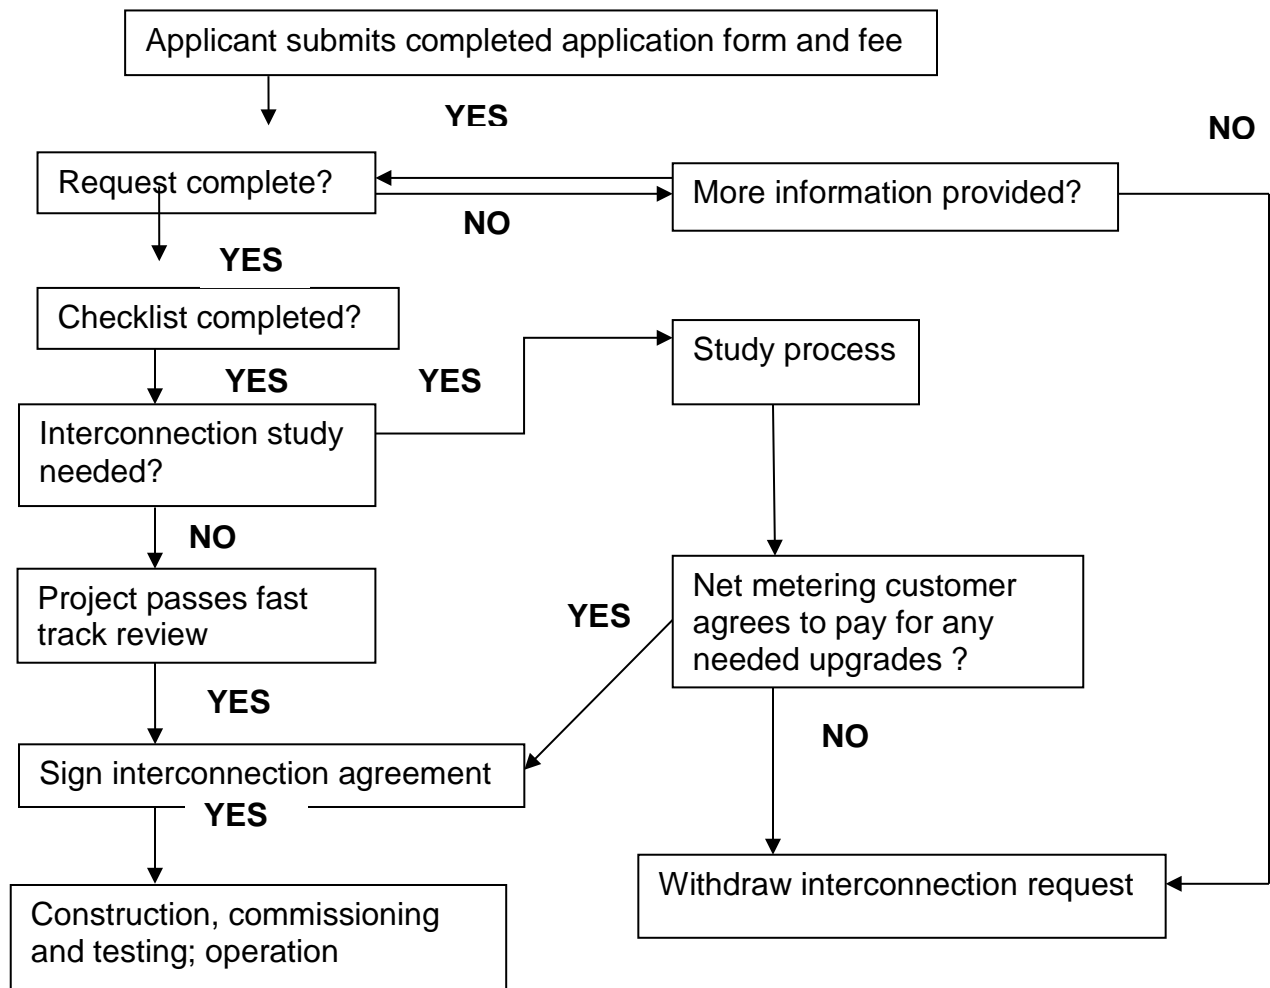 Applicant submits completed application form and fee
YES
NO
Request complete?
More information provided?
NO
YES
Checklist completed?
Study process
YES
YES
Interconnection study
needed?
NO
Project passes fast
track review
Net metering customer
agrees to pay for any
needed upgrades ?
YES
YES
NO
Sign interconnection agreement
YES
Withdraw interconnection request
Construction, commissioning
and testing; operation